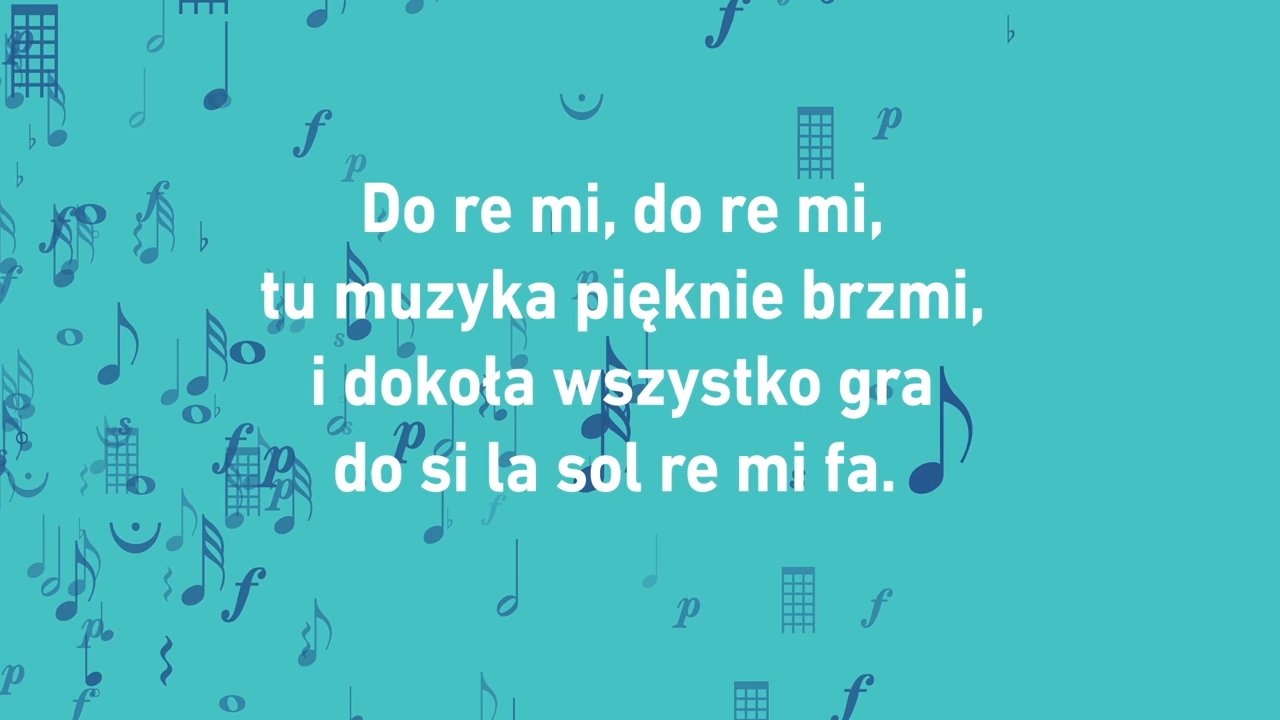 Do re mi, do re mi,
tu muzyka pięknie brzmi,
i dokoła wszystko gra
do si la sol re mi fa.